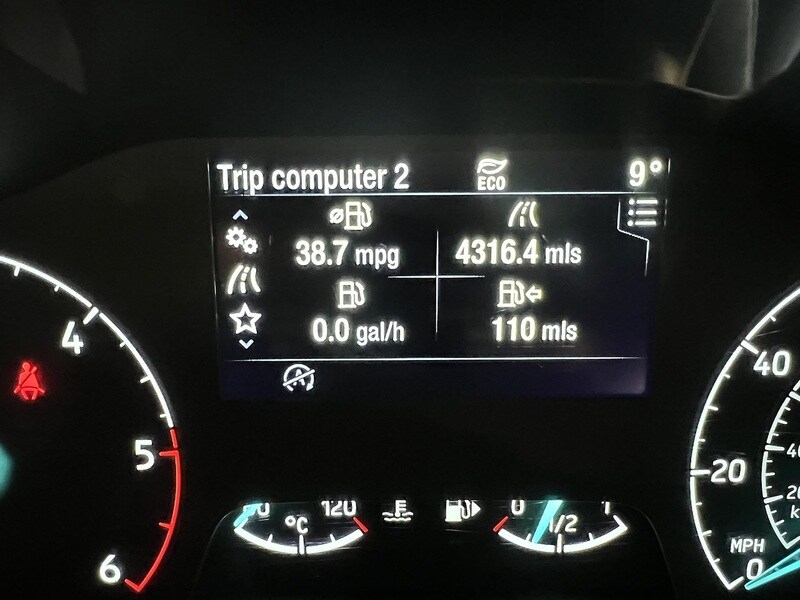 Trip computer 2
ECO
9°
38.7 mpg
4316.4 mls
0.0 gal/h
110 mls
A
4
5
6
120
°C
0
1/2
1
40
20
MPH
0